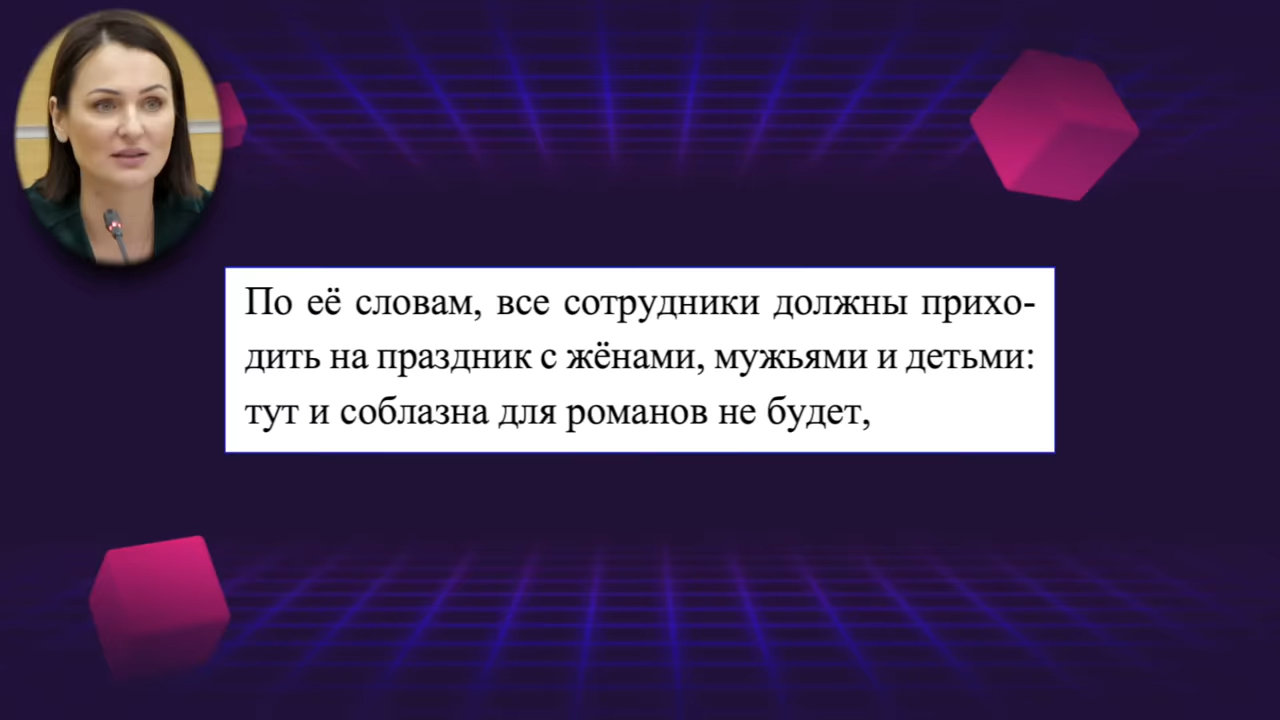 По её словам, все сотрудники должны прихо-
дить на праздник с жёнами, мужьями и детьми:
тут и соблазна для романов не будет,